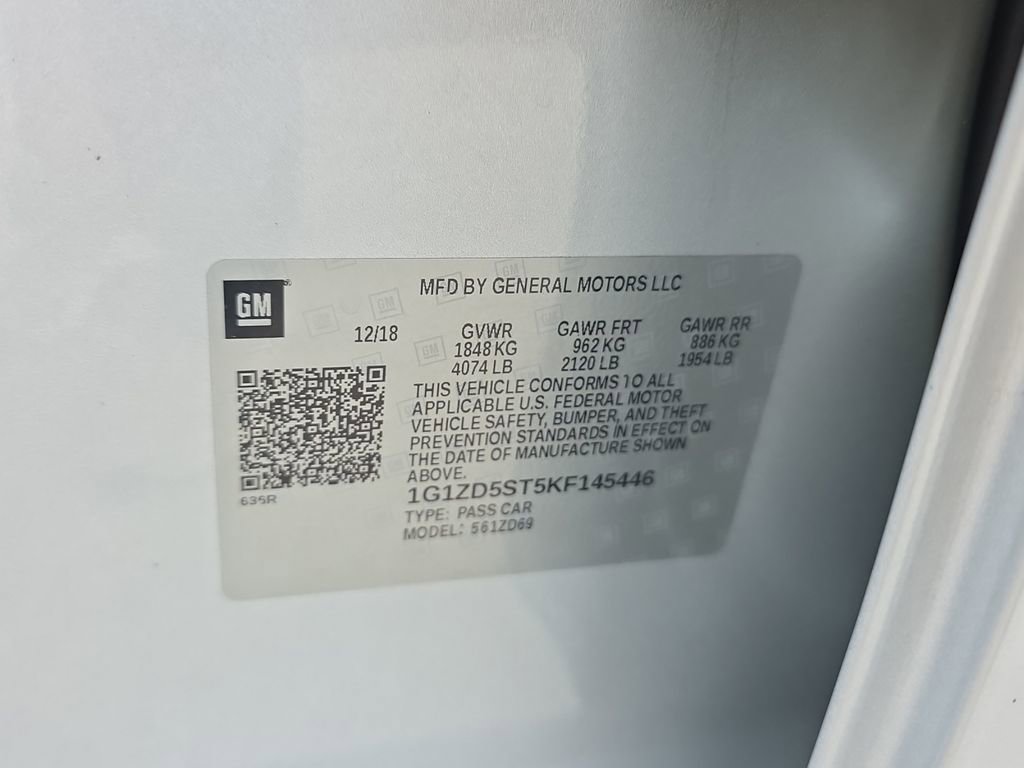 GM
MFD BY GENERAL MOTORS LLC
12/18 GVWR GAWR FRT GAWR RR
1848 KG 962 KG 886 KG
4074 LB 2120 LB 1954 LB
THIS VEHICLE CONFORMS TO ALL
APPLICABLE U.S. FEDERAL MOTOR
VEHICLE SAFETY, BUMPER, AND THEFT
PREVENTION STANDARDS IN EFFECT ON
THE DATE OF MANUFACTURE SHOWN
ABOVE.
1G1ZD5ST5KF145446
635R
TYPE: PASS CAR
MODEL: 561ZD69